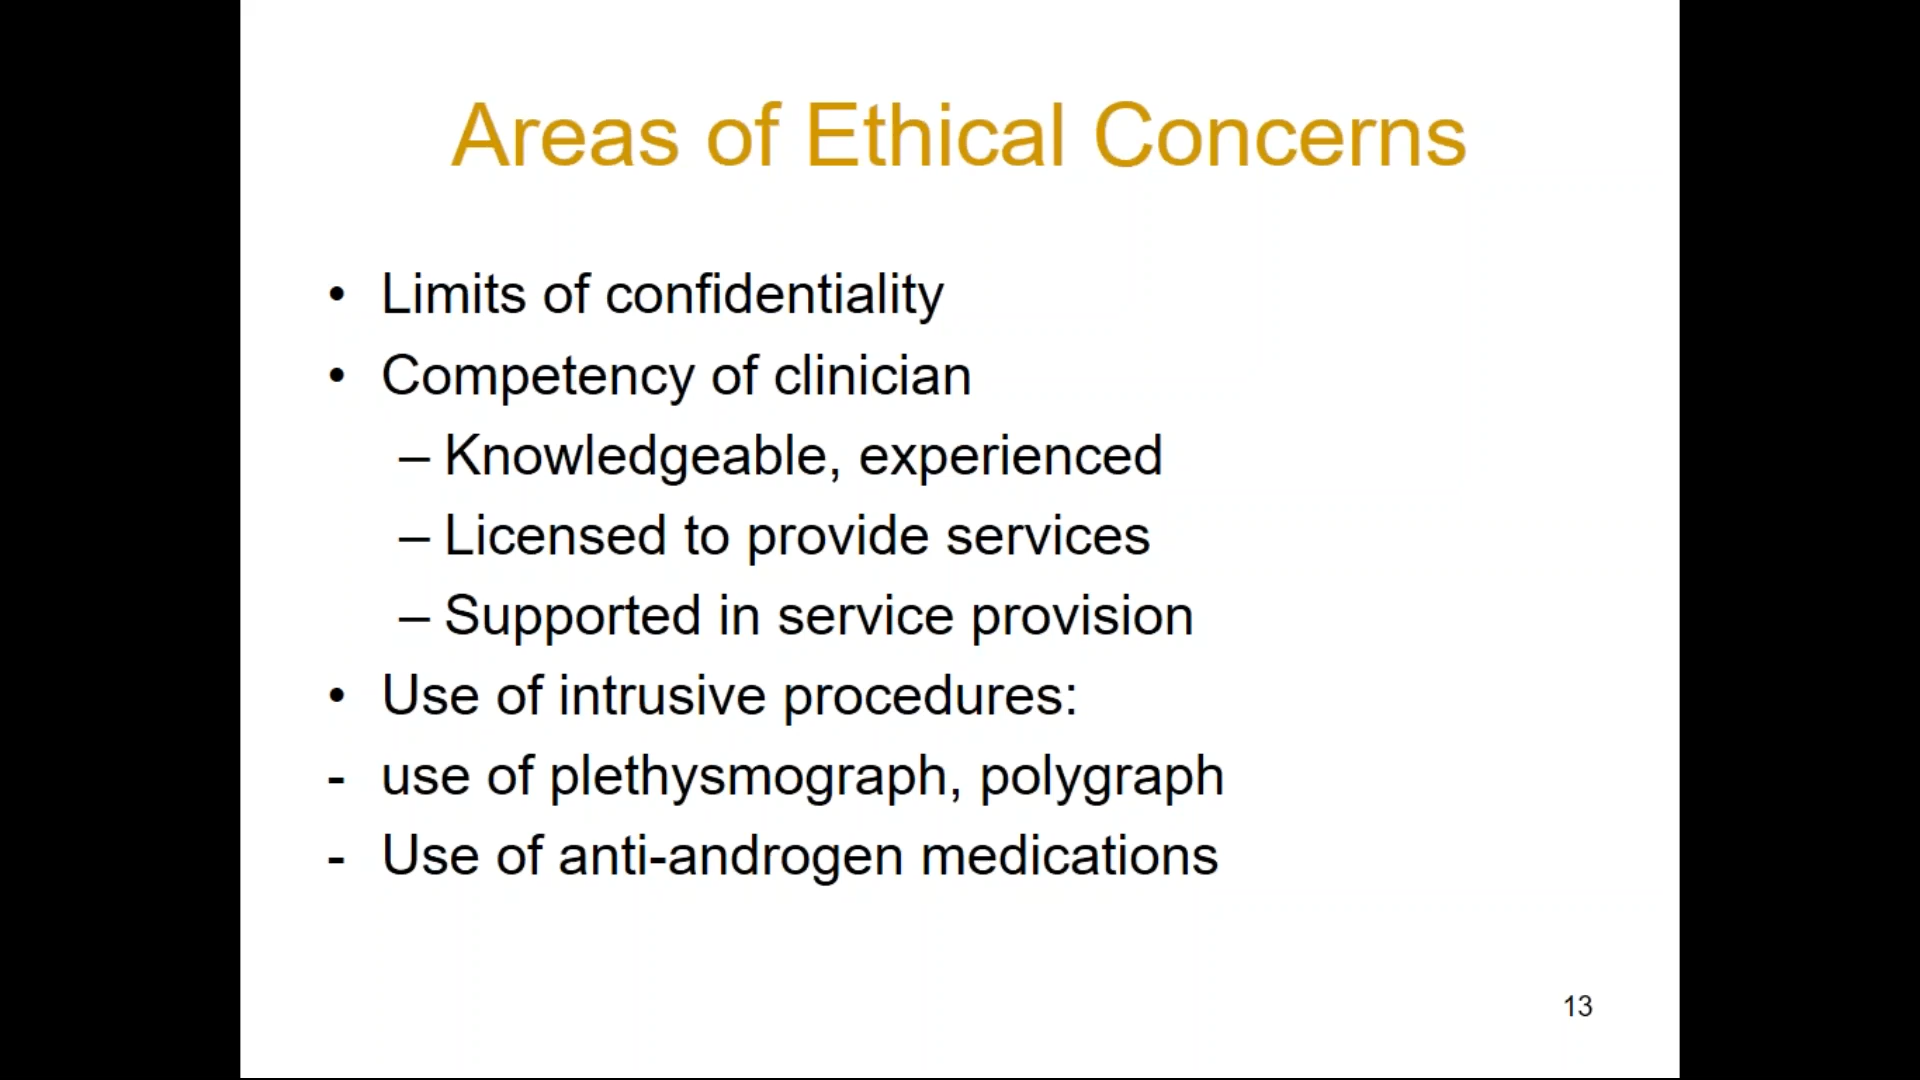 Areas of Ethical Concerns
• Limits of confidentiality
• Competency of clinician
– Knowledgeable, experienced
– Licensed to provide services
– Supported in service provision
• Use of intrusive procedures:
- use of plethysmograph, polygraph
- Use of anti-androgen medications
13